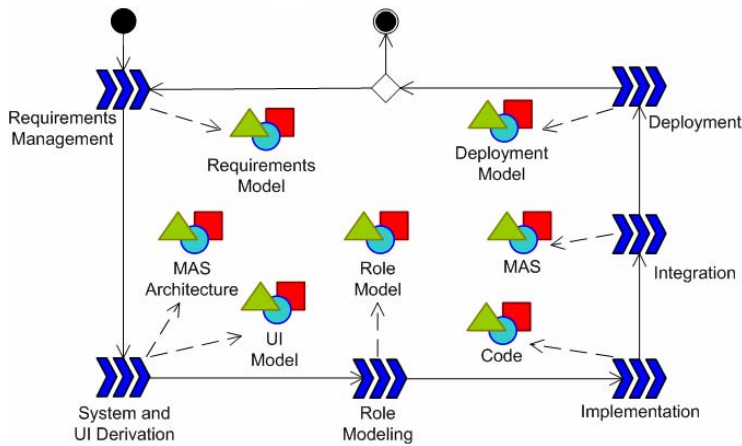 Requirements
Management
Requirements
Model
Deployment
Model
Deployment
MAS
Architecture
Role
Model
MAS
Integration
UI
Model
Code
System and
UI Derivation
Role
Modeling
Implementation